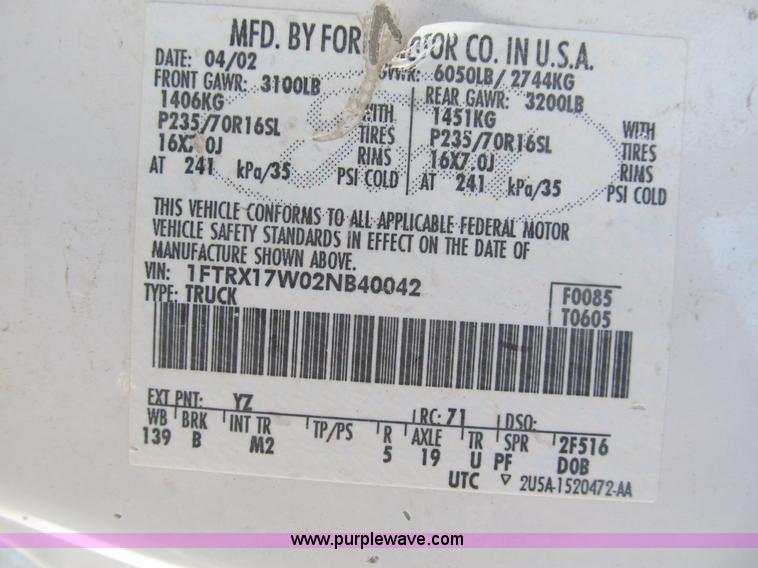 MFD. BY FORD MOTOR CO. IN U.S.A.
DATE: 04/02 GVWR: 6050LB/ 2744KG
FRONT GAWR: 3100LB REAR GAWR: 3200LB
1406KG WITH 1451KG WITH
P235/70R16SL TIRES P235/70R16SL TIRES
16X7.0J RIMS 16X7.0J RIMS
AT 241 kPa/35 PSI COLD AT 241 kPa/35 PSI COLD
THIS VEHICLE CONFORMS TO ALL APPLICABLE FEDERAL MOTOR
VEHICLE SAFETY STANDARDS IN EFFECT ON THE DATE OF
MANUFACTURE SHOWN ABOVE.
VIN: 1FTRX17W02NB40042
TYPE: TRUCK F0085
T0605
EXT PNT: YZ RC: 71 DSO:
WB BRK INT TR TP/PS R AXLE TR SPR 2F516
139 B M2 5 19 U PF DOB
UTC ▽ 2U5A-1520472-AA
www.purplewave.com